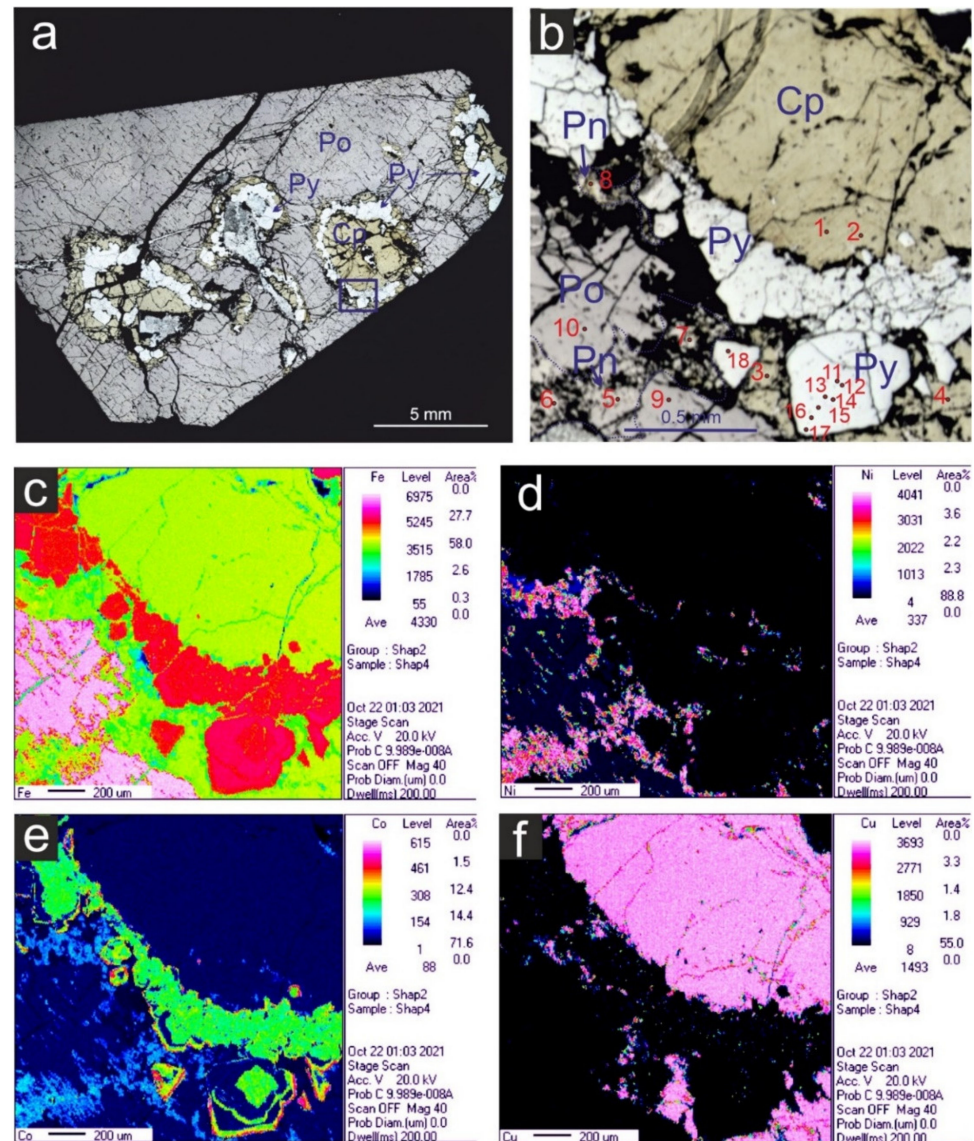 a
Po
Py
Py
Cp
5 mm
b
Cp
Pn
8
1
2
Py
Po
10
7
Pn
18
3
Py
11
13
12
14
4
6
5
9
16
15
17
0.5 mm
c
Fe Level Area%
0.0
6975
27.7
5245
58.0
3515
2.6
1785
0.3
55
0.0
Ave 4330
Group : Shap2
Sample : Shap4
Oct 22 01:03 2021
Stage Scan
Acc. V 20.0 kV
Prob C 9.989e-008A
Scan OFF Mag 40
Prob Diam.(um) 0.0
Dwell(ms) 200.00
Fe 200 um
d
Ni Level Area%
0.0
4041
3.6
3031
2.2
2022
2.3
1013
88.8
4
0.0
Ave 337
Group : Shap2
Sample : Shap4
Oct 22 01:03 2021
Stage Scan
Acc. V 20.0 kV
Prob C 9.989e-008A
Scan OFF Mag 40
Prob Diam.(um) 0.0
Dwell(ms) 200.00
Ni 200 um
e
Co Level Area%
0.0
615
1.5
461
12.4
308
14.4
154
71.6
1
0.0
Ave 88
Group : Shap2
Sample : Shap4
Oct 22 01:03 2021
Stage Scan
Acc. V 20.0 kV
Prob C 9.989e-008A
Scan OFF Mag 40
Prob Diam.(um) 0.0
Dwell(ms) 200.00
Co 200 um
f
Cu Level Area%
0.0
3693
3.3
2771
1.4
1850
1.8
929
55.0
8
0.0
Ave 1493
Group : Shap2
Sample : Shap4
Oct 22 01:03 2021
Stage Scan
Acc. V 20.0 kV
Prob C 9.989e-008A
Scan OFF Mag 40
Prob Diam.(um) 0.0
Dwell(ms) 200.00
Cu 200 um